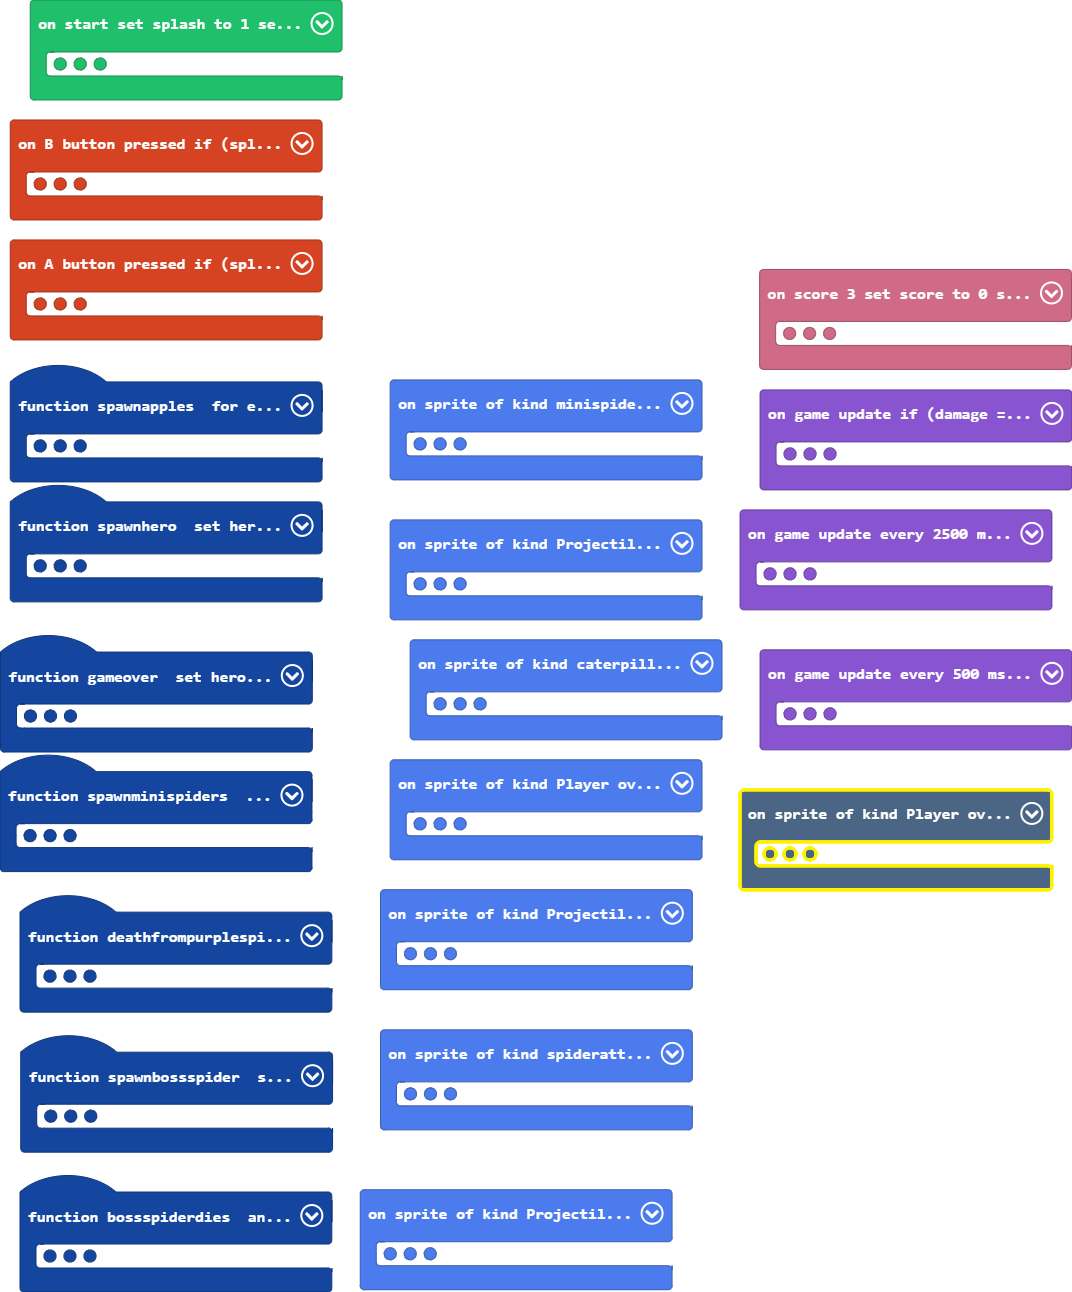 on start set splash to 1 se...
on B button pressed if (spl...
on A button pressed if (spl...
function spawnapples for e...
function spawnhero set her...
function gameover set hero...
function spawnminispiders ...
function deathfrompurplespi...
function spawnbossspider s...
function bossspiderdies an...
on sprite of kind minispide...
on sprite of kind Projectil...
on sprite of kind caterpill...
on sprite of kind Player ov...
on sprite of kind Projectil...
on sprite of kind spideratt...
on sprite of kind Projectil...
on score 3 set score to 0 s...
on game update if (damage =...
on game update every 2500 m...
on game update every 500 ms...
on sprite of kind Player ov...